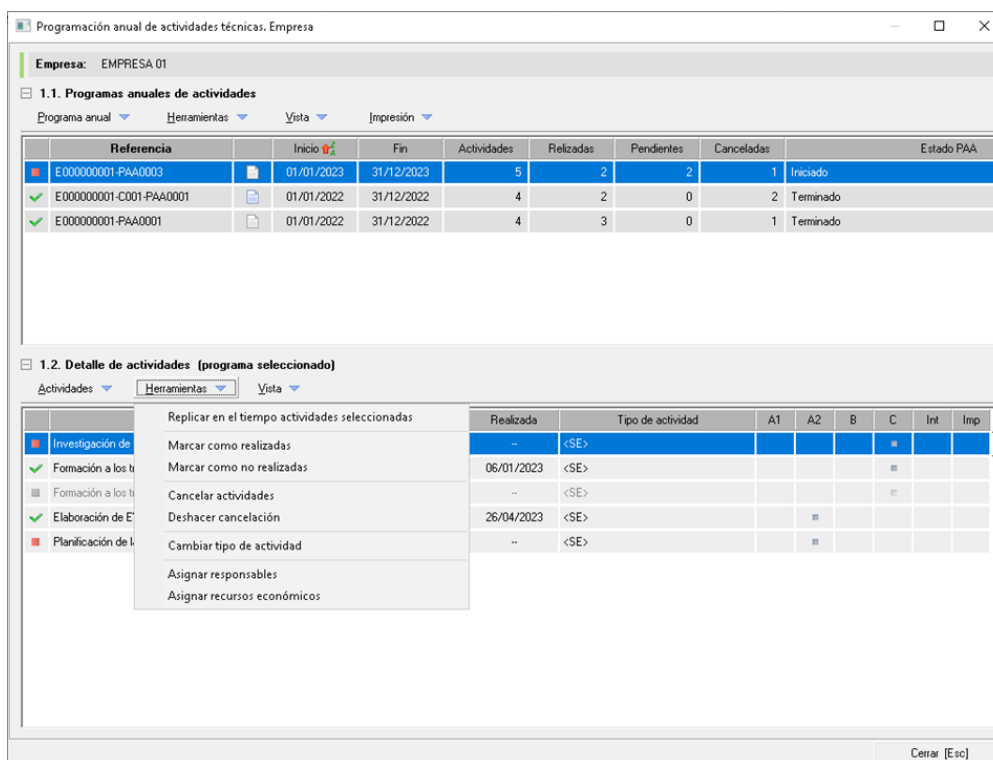 Programación anual de actividades técnicas. Empresa
Empresa: EMPRESA 01
1.1. Programas anuales de actividades
Programa anual Herramientas Vista Impresión
Referencia Inicio Fin Actividades Relizadas Pendientes Canceladas Estado PAA
E000000001-PAA0003 01/01/2023 31/12/2023 5 2 2 1 Iniciado
E000000001-C001-PAA0001 01/01/2022 31/12/2022 4 2 0 2 Terminado
E000000001-PAA0001 01/01/2022 31/12/2022 4 3 0 1 Terminado
1.2. Detalle de actividades (programa seleccionado)
Actividades Herramientas Vista
Realizada Tipo de actividad A1 A2 B C Int Imp
Investigación de -- <SE>
Formación a los t 06/01/2023 <SE>
Formación a los t -- <SE>
Elaboración de E 26/04/2023 <SE>
Planificación de l -- <SE>
Replicar en el tiempo actividades seleccionadas
Marcar como realizadas
Marcar como no realizadas
Cancelar actividades
Deshacer cancelación
Cambiar tipo de actividad
Asignar responsables
Asignar recursos económicos
Cerrar [Esc]